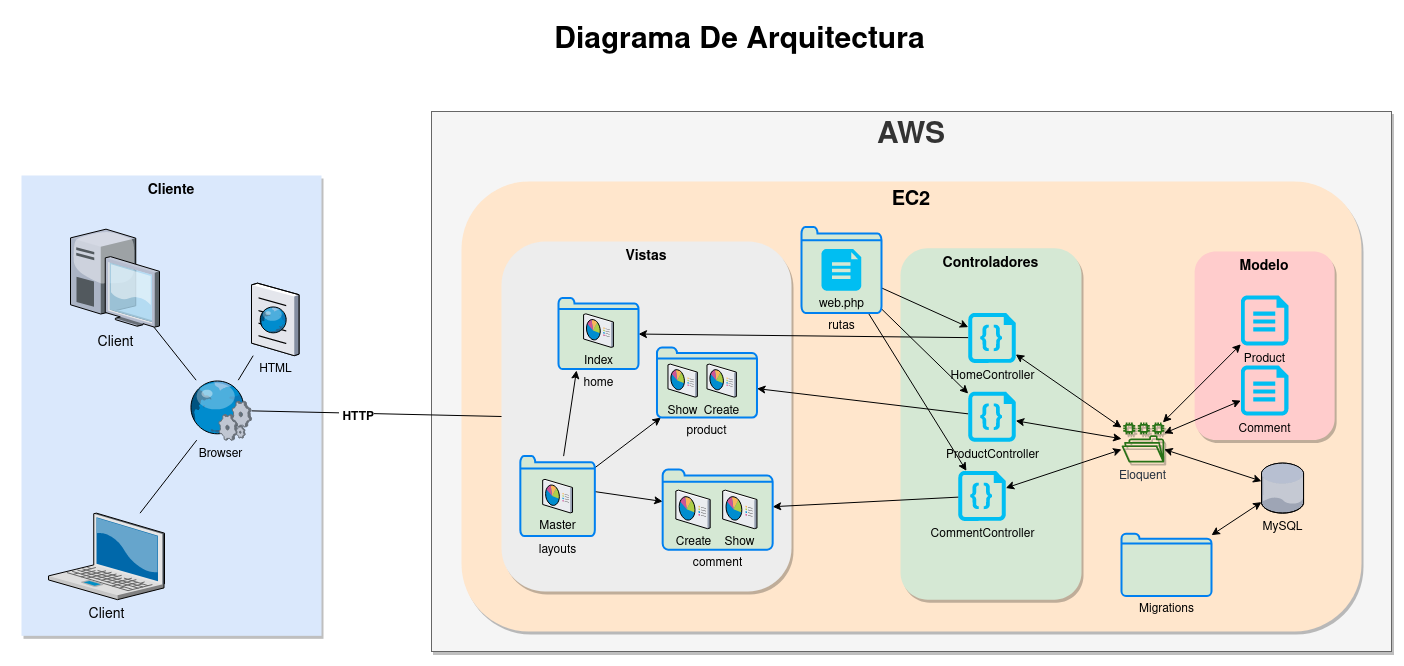 Diagrama De Arquitectura
AWS
Cliente
EC2
Client
HTML
Browser
Client
HTTP
Vistas
Index
home
Show Create
product
Master
layouts
Create Show
comment
web.php
rutas
Controladores
HomeController
ProductController
CommentController
Modelo
Product
Comment
Eloquent
MySQL
Migrations